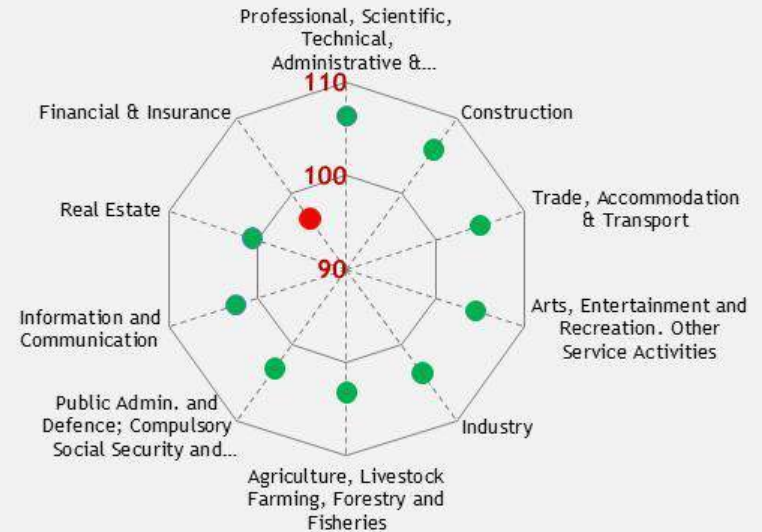 Professional, Scientific,
Technical,
Administrative &...
110
Financial & Insurance
Construction
100
Real Estate
Trade, Accommodation
& Transport
90
Information and
Communication
Arts, Entertainment and
Recreation. Other
Service Activities
Public Admin. and
Defence; Compulsory
Social Security and...
Industry
Agriculture, Livestock
Farming, Forestry and
Fisheries